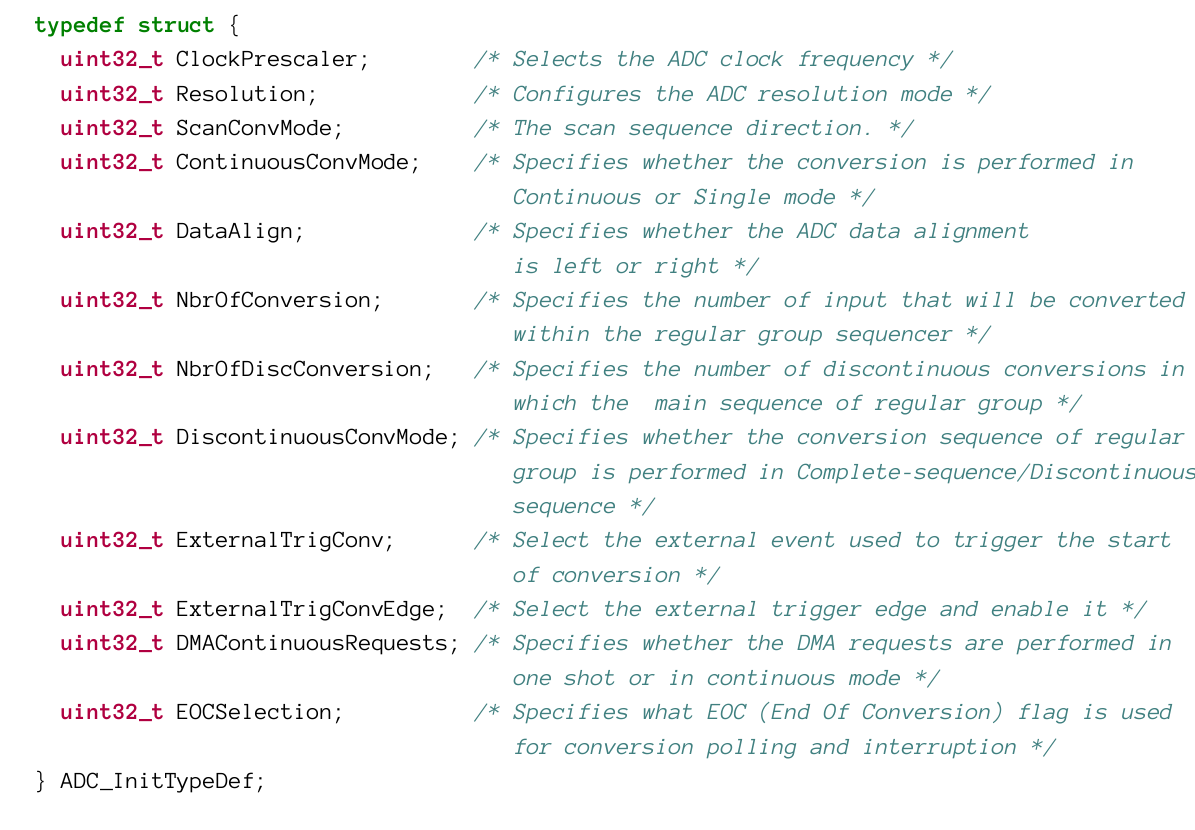 typedef struct {
  uint32_t ClockPrescaler;        /* Selects the ADC clock frequency */
  uint32_t Resolution;            /* Configures the ADC resolution mode */
  uint32_t ScanConvMode;          /* The scan sequence direction. */
  uint32_t ContinuousConvMode;    /* Specifies whether the conversion is performed in
                                     Continuous or Single mode */
  uint32_t DataAlign;             /* Specifies whether the ADC data alignment
                                     is left or right */
  uint32_t NbrOfConversion;       /* Specifies the number of input that will be converted
                                     within the regular group sequencer */
  uint32_t NbrOfDiscConversion;   /* Specifies the number of discontinuous conversions in
                                     which the  main sequence of regular group */
  uint32_t DiscontinuousConvMode; /* Specifies whether the conversion sequence of regular
                                     group is performed in Complete-sequence/Discontinuous
                                     sequence */
  uint32_t ExternalTrigConv;      /* Select the external event used to trigger the start
                                     of conversion */
  uint32_t ExternalTrigConvEdge;  /* Select the external trigger edge and enable it */
  uint32_t DMAContinuousRequests; /* Specifies whether the DMA requests are performed in
                                     one shot or in continuous mode */
  uint32_t EOCSelection;          /* Specifies what EOC (End Of Conversion) flag is used
                                     for conversion polling and interruption */
} ADC_InitTypeDef;